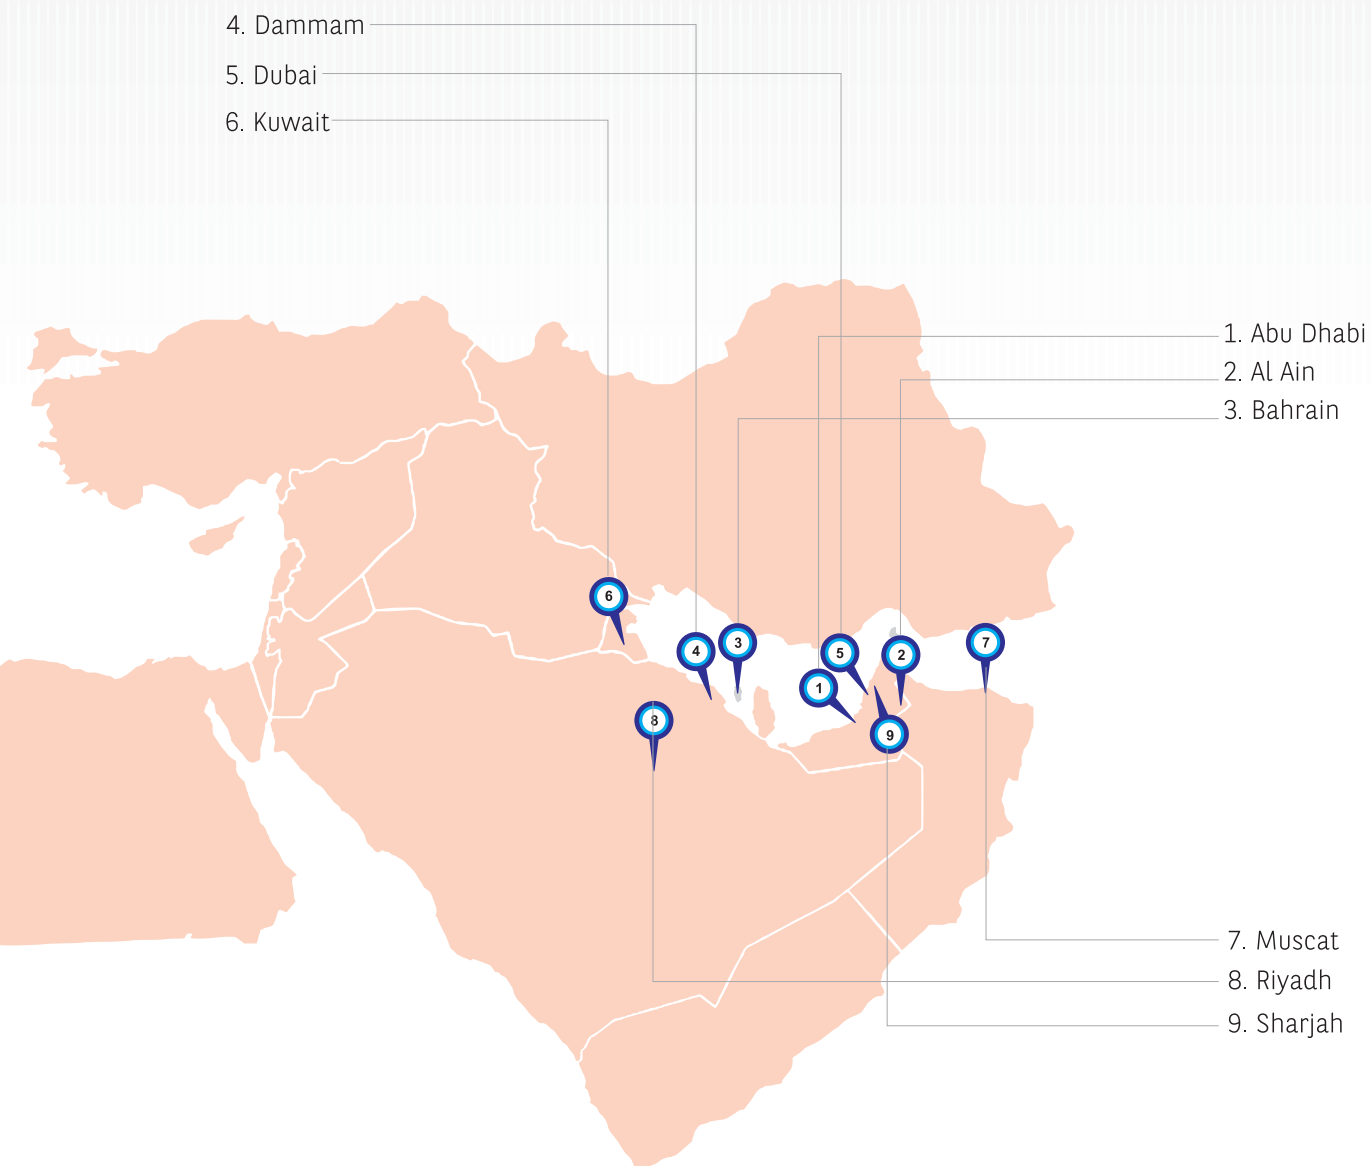 4. Dammam
5. Dubai
6. Kuwait
1. Abu Dhabi
2. Al Ain
3. Bahrain
6
4
3
5
2
7
1
8
9
7. Muscat
8. Riyadh
9. Sharjah